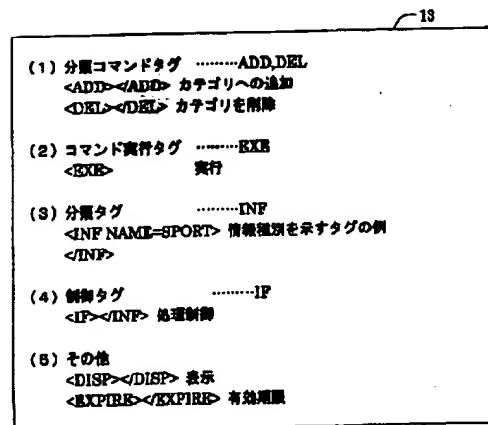 13
(1) 分類コマンドタグ ………ADD,DEL
<ADD></ADD> カテゴリへの追加
<DEL></DEL> カテゴリを削除
(2) コマンド実行タグ ………EXE
<EXE> 実行
(3) 分類タグ ………INF
<INF NAME=SPORT> 情報種別を示すタグの例
</INF>
(4) 制御タグ ………IF
<IF></INF> 処理制御
(5) その他
<DISP></DISP> 表示
<EXPIRE></EXPIRE> 有効期限